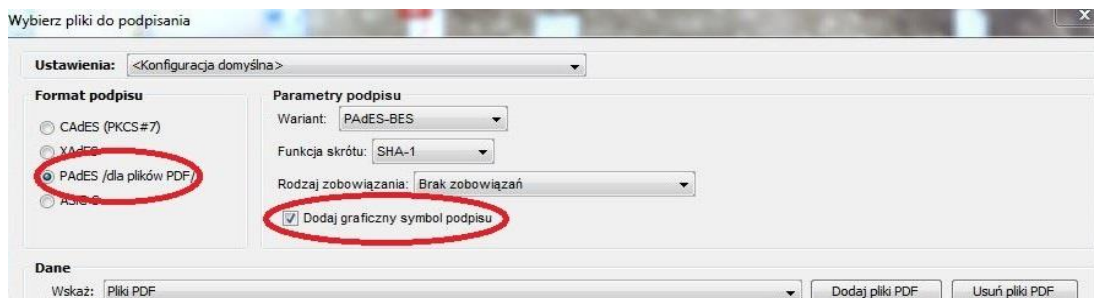 Wybierz pliki do podpisania
x
Ustawienia: <Konfiguracja domyślna>
Format podpisu
CAdES (PKCS#7)
XAdES
PAdES /dla plików PDF/
ASiC-S
Parametry podpisu
Wariant: PAdES-BES
Funkcja skrótu: SHA-1
Rodzaj zobowiązania: Brak zobowiązań
Dodaj graficzny symbol podpisu
Dane
Wskaż: Pliki PDF
Dodaj pliki PDF
Usuń pliki PDF